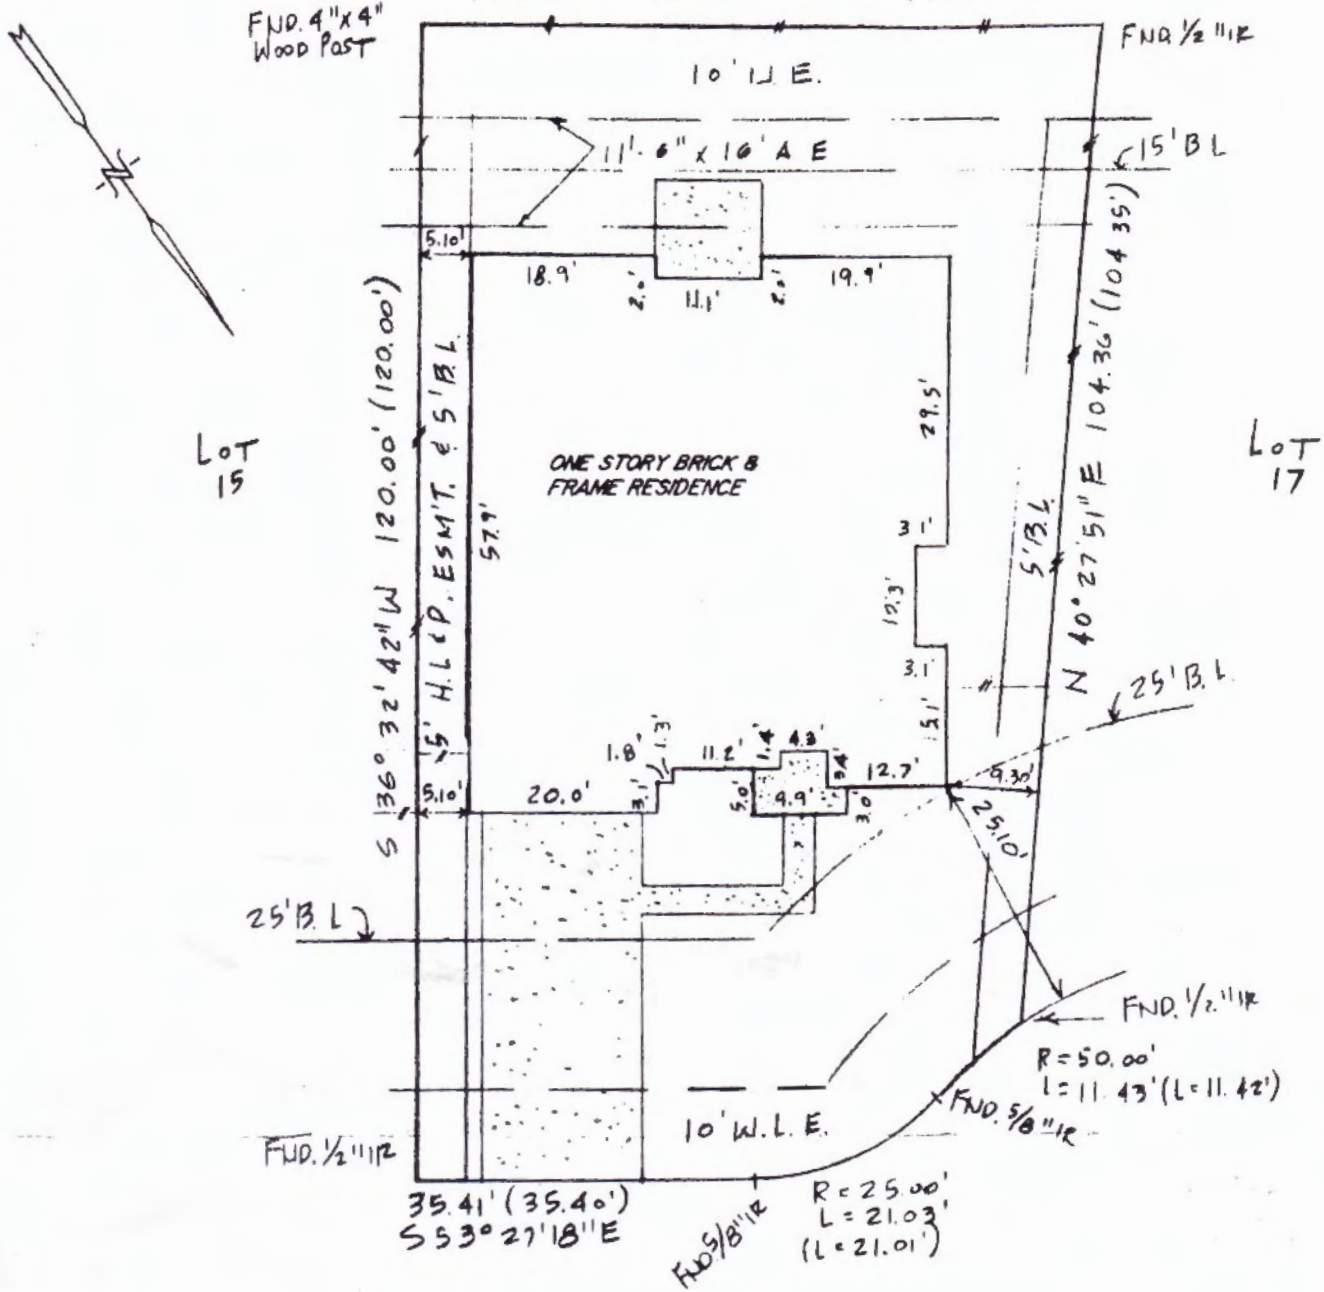 FND. 4"x4"
WOOD POST
FND. 1/2" IR
10' U. E.
11'-6" x 16' A E
15' B L
5.10'
18.9'
2.0'
11.1'
2.0'
19.9'
S 36° 32' 42" W 120.00' (120.00')
5' H.L & P. ESM'T. & 5' B.L.
57.9'
29.5'
5' B.L.
N 40° 27' 51" E 104.36' (104.35')
LOT
15
ONE STORY BRICK &
FRAME RESIDENCE
LOT
17
3.1'
10.3'
3.1'
15.1'
25' B.L.
1.8'
1.3'
11.2'
1.4'
4.3'
3.4'
12.7'
9.30'
5.10'
20.0'
3.1'
5.0'
9.9'
3.0'
25.10'
25' B. L
FND. 1/2" IR
R = 50.00'
L = 11.43' (L = 11.42')
FND. 5/8" IR
10' W. L. E.
FND. 1/2" IR
35.41' (35.40')
S 53° 27' 18" E
FND 5/8" IR
R = 25.00'
L = 21.03'
(L = 21.01')